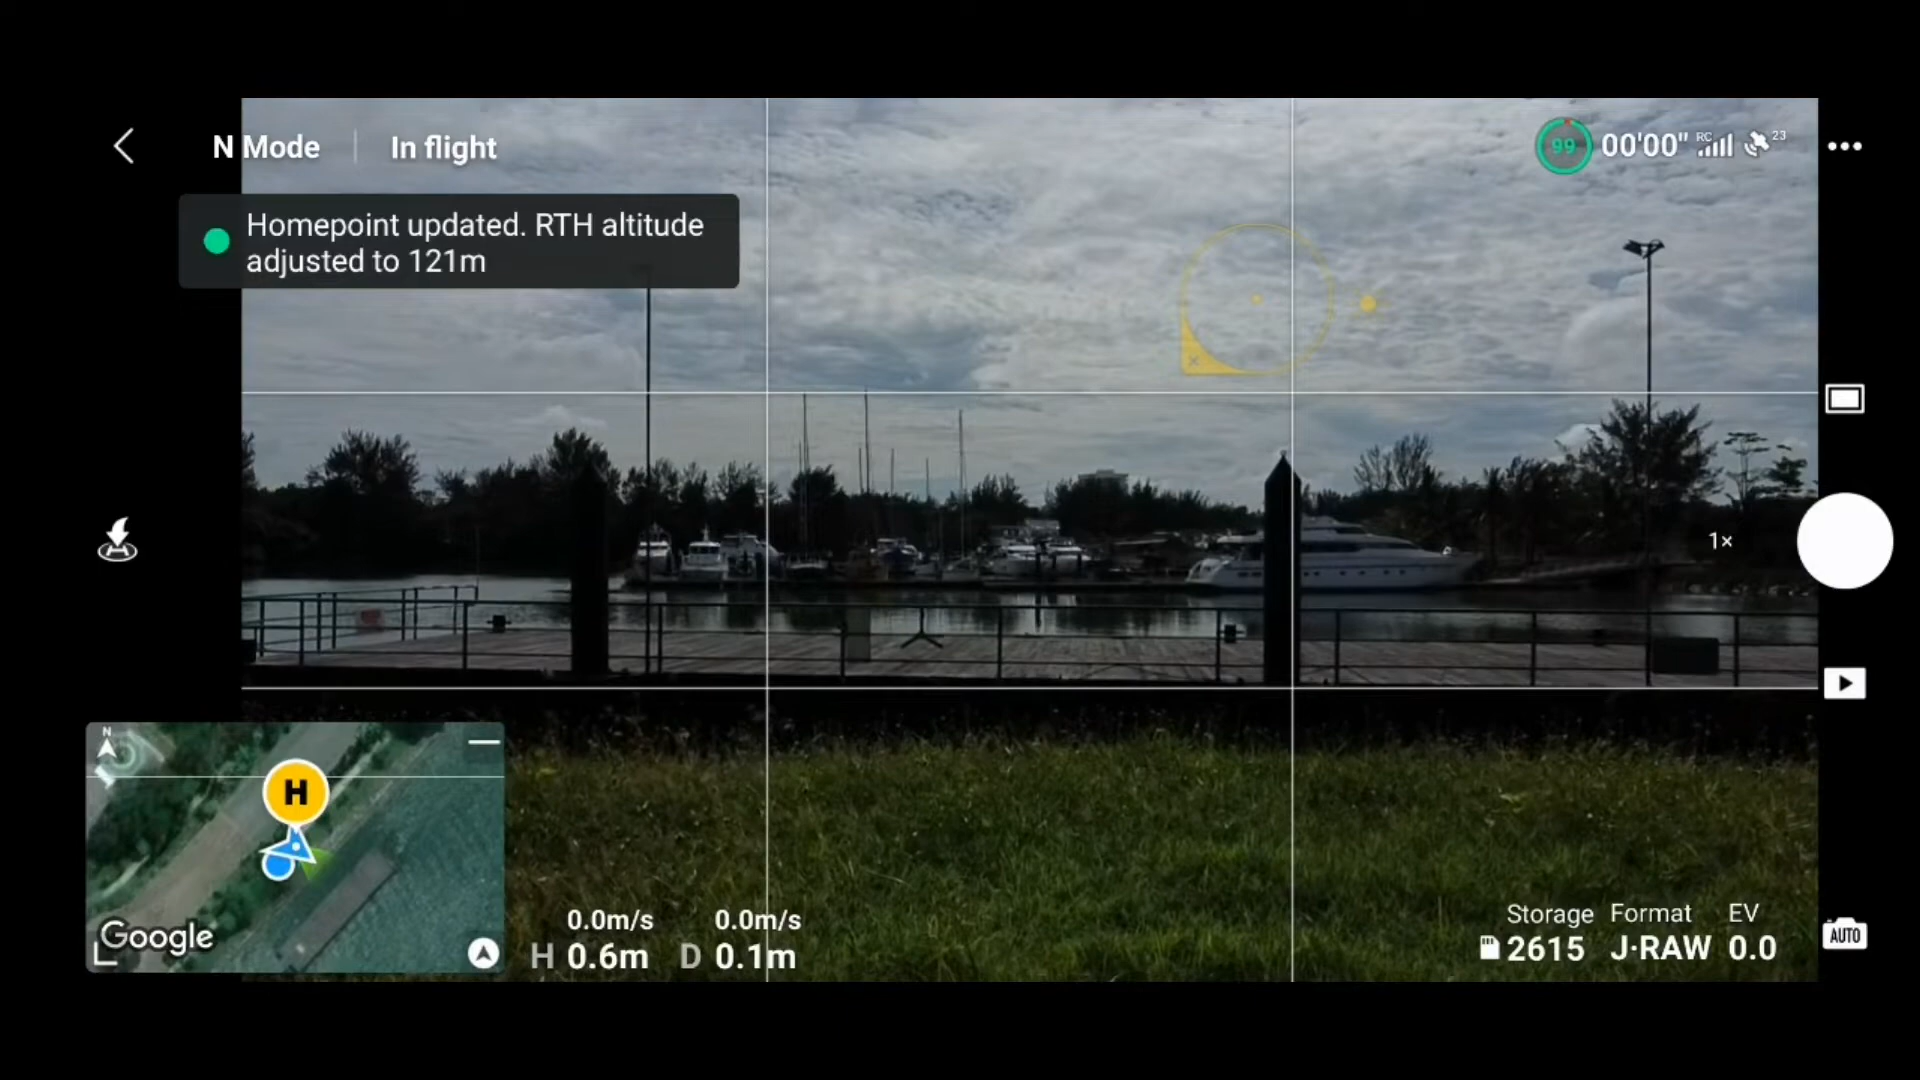 N Mode
In flight
99
00'00"
RC
23
Homepoint updated. RTH altitude
adjusted to 121m
1×
N
H
Google
0.0m/s 0.0m/s
H 0.6m D 0.1m
Storage Format EV
2615 J·RAW 0.0
AUTO